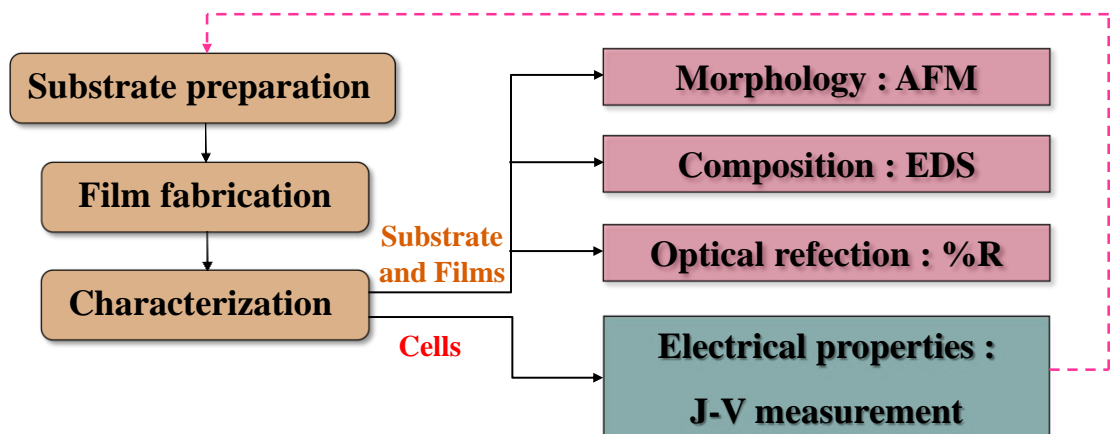 Substrate preparation
Film fabrication
Characterization
Substrate
and Films
Cells
Morphology : AFM
Composition : EDS
Optical refection : %R
Electrical properties :
J-V measurement